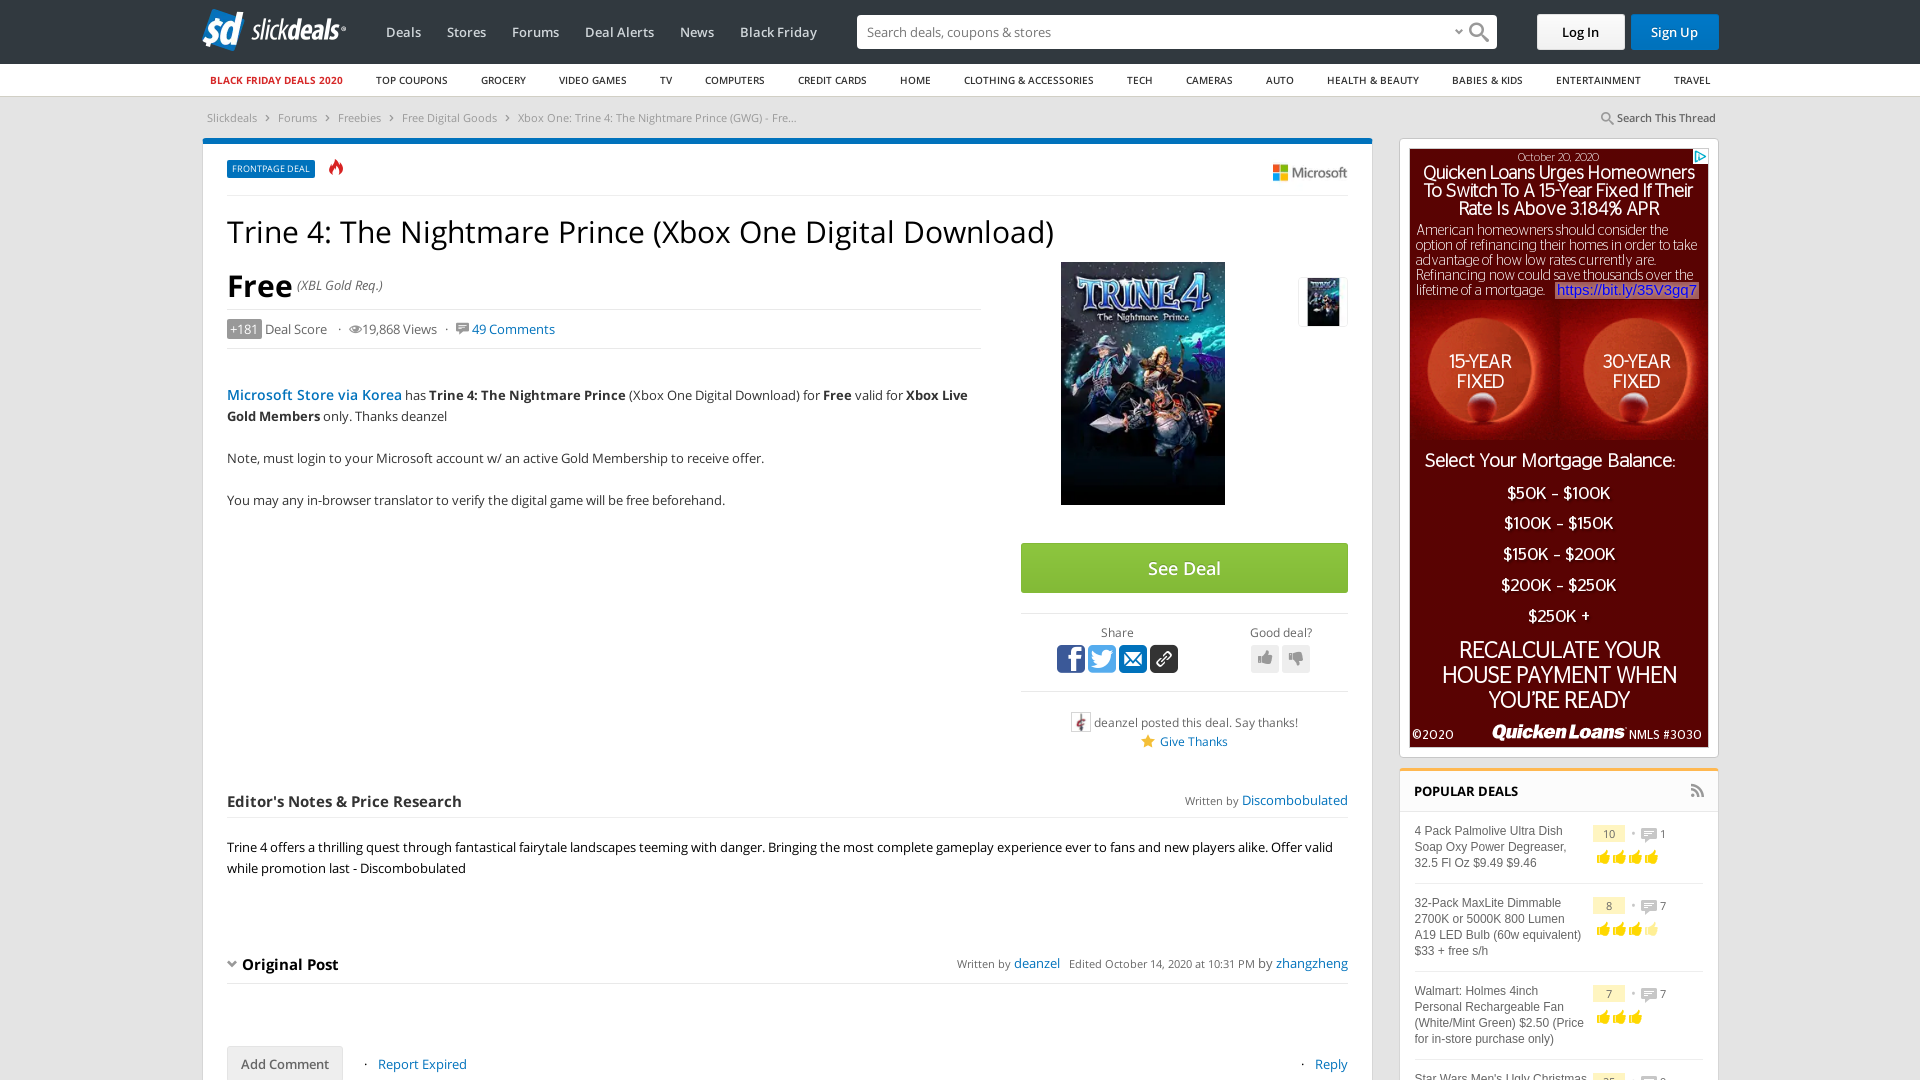 slickdeals
Deals
Stores
Forums
Deal Alerts
News
Black Friday
Search deals, coupons & stores
Log In
Sign Up
BLACK FRIDAY DEALS 2020
TOP COUPONS
GROCERY
VIDEO GAMES
TV
COMPUTERS
CREDIT CARDS
HOME
CLOTHING & ACCESSORIES
TECH
CAMERAS
AUTO
HEALTH & BEAUTY
BABIES & KIDS
ENTERTAINMENT
TRAVEL
Slickdeals > Forums > Freebies > Free Digital Goods > Xbox One: Trine 4: The Nightmare Prince (GWG) - Fre...
Search This Thread
FRONTPAGE DEAL
Microsoft
Trine 4: The Nightmare Prince (Xbox One Digital Download)
Free (XBL Gold Req.)
+181 Deal Score · 19,868 Views · 49 Comments
Microsoft Store via Korea has Trine 4: The Nightmare Prince (Xbox One Digital Download) for Free valid for Xbox Live
Gold Members only. Thanks deanzel
Note, must login to your Microsoft account w/ an active Gold Membership to receive offer.
You may any in-browser translator to verify the digital game will be free beforehand.
TRINE 4
The Nightmare Prince
See Deal
Share
Good deal?
deanzel posted this deal. Say thanks!
Give Thanks
Editor's Notes & Price Research
Written by Discombobulated
Trine 4 offers a thrilling quest through fantastical fairytale landscapes teeming with danger. Bringing the most complete gameplay experience ever to fans and new players alike. Offer valid
while promotion last - Discombobulated
Original Post
Written by deanzel Edited October 14, 2020 at 10:31 PM by zhangzheng
Add Comment
· Report Expired
· Reply
October 20, 2020
Quicken Loans Urges Homeowners
To Switch To A 15-Year Fixed If Their
Rate Is Above 3.184% APR
American homeowners should consider the
option of refinancing their homes in order to take
advantage of how low rates currently are.
Refinancing now could save thousands over the
lifetime of a mortgage. https://bit.ly/35V3gq7
15-YEAR
FIXED
30-YEAR
FIXED
Select Your Mortgage Balance:
$50K - $100K
$100K - $150K
$150K - $200K
$200K - $250K
$250K +
RECALCULATE YOUR
HOUSE PAYMENT WHEN
YOU'RE READY
©2020 Quicken Loans NMLS #3030
POPULAR DEALS
4 Pack Palmolive Ultra Dish
Soap Oxy Power Degreaser,
32.5 Fl Oz $9.49 $9.46
10 · 1
32-Pack MaxLite Dimmable
2700K or 5000K 800 Lumen
A19 LED Bulb (60w equivalent)
$33 + free s/h
8 · 7
Walmart: Holmes 4inch
Personal Rechargeable Fan
(White/Mint Green) $2.50 (Price
for in-store purchase only)
7 · 7
Star Wars Men's Ugly Christmas